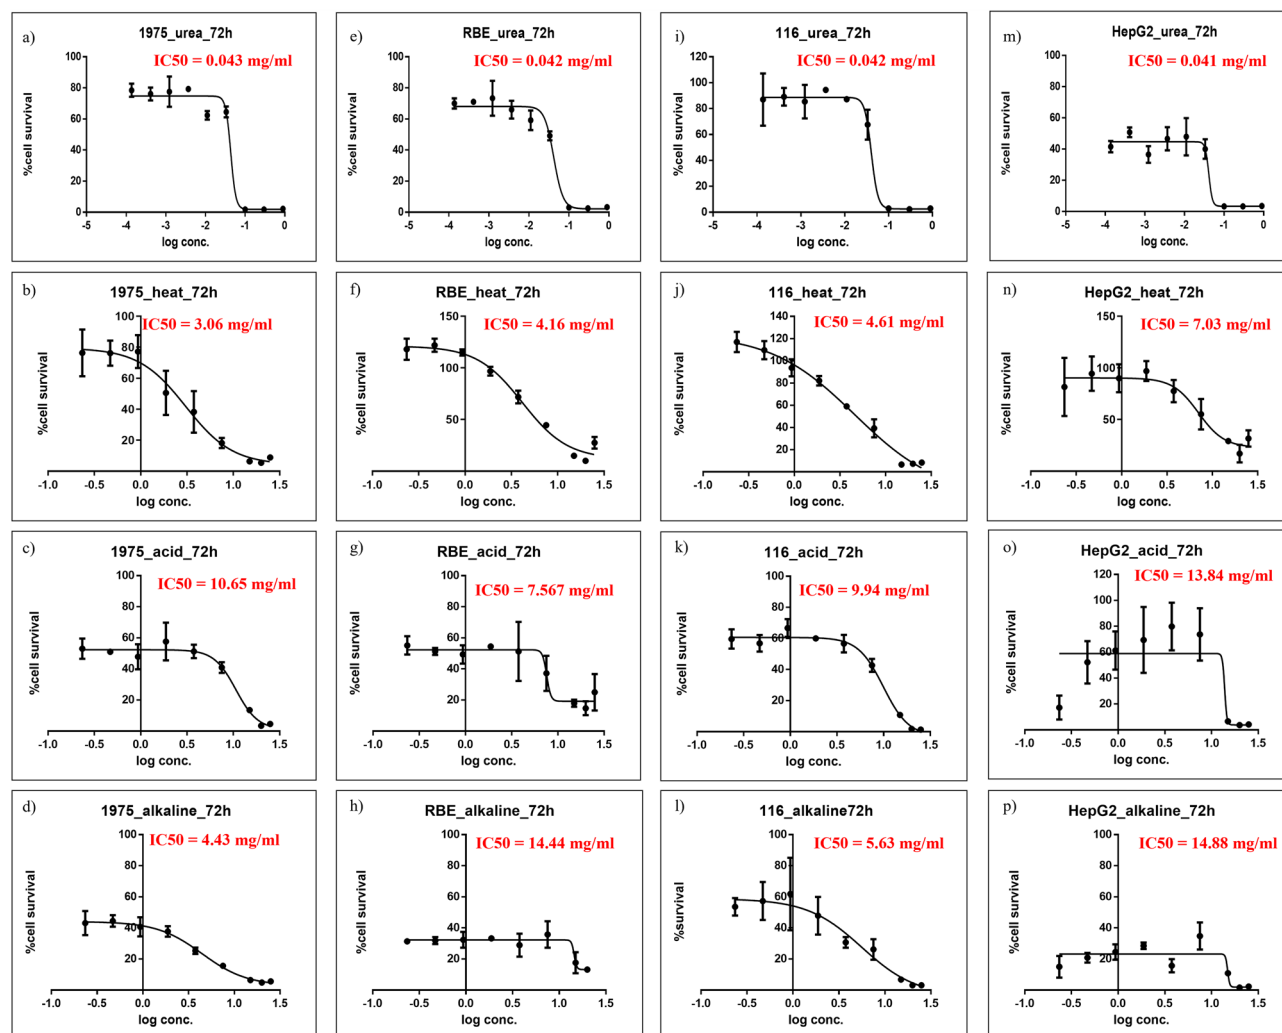 a)
1975_urea_72h
IC50 = 0.043 mg/ml
%cell survival
100
80
60
40
20
0
-5 -4 -3 -2 -1 0
log conc.
e)
RBE_urea_72h
IC50 = 0.042 mg/ml
%cell survival
100
80
60
40
20
0
-5 -4 -3 -2 -1 0
log conc.
i)
116_urea_72h
IC50 = 0.042 mg/ml
%cell survival
120
100
80
60
40
20
0
-5 -4 -3 -2 -1 0
log conc.
m)
HepG2_urea_72h
IC50 = 0.041 mg/ml
%cell survival
100
80
60
40
20
0
-5 -4 -3 -2 -1 0
log conc.
b)
1975_heat_72h
IC50 = 3.06 mg/ml
%cell survival
100
80
60
40
20
-1.0 -0.5 0.0 0.5 1.0 1.5
log conc.
f)
RBE_heat_72h
IC50 = 4.16 mg/ml
%cell survival
150
100
50
-1.0 -0.5 0.0 0.5 1.0 1.5
log conc.
j)
116_heat_72h
IC50 = 4.61 mg/ml
%cell survival
140
120
100
80
60
40
20
-1.0 -0.5 0.0 0.5 1.0 1.5
log conc.
n)
HepG2_heat_72h
IC50 = 7.03 mg/ml
%cell survival
150
100
50
-1.0 -0.5 0.0 0.5 1.0 1.5
log conc.
c)
1975_acid_72h
IC50 = 10.65 mg/ml
%cell survival
100
80
60
40
20
-1.0 -0.5 0.0 0.5 1.0 1.5
log conc.
g)
RBE_acid_72h
IC50 = 7.567 mg/ml
%cell survival
100
80
60
40
20
-1.0 -0.5 0.0 0.5 1.0 1.5
log conc.
k)
116_acid_72h
IC50 = 9.94 mg/ml
%cell survival
100
80
60
40
20
-1.0 -0.5 0.0 0.5 1.0 1.5
log conc.
o)
HepG2_acid_72h
IC50 = 13.84 mg/ml
%cell survival
120
100
80
60
40
20
-1.0 -0.5 0.0 0.5 1.0 1.5
log conc.
d)
1975_alkaline_72h
IC50 = 4.43 mg/ml
%cell survival
100
80
60
40
20
-1.0 -0.5 0.0 0.5 1.0 1.5
log conc.
h)
RBE_alkaline_72h
IC50 = 14.44 mg/ml
%cell survival
100
80
60
40
20
-1.0 -0.5 0.0 0.5 1.0 1.5
log conc.
l)
116_alkaline72h
IC50 = 5.63 mg/ml
%survival
100
80
60
40
20
-1.0 -0.5 0.0 0.5 1.0 1.5
log conc.
p)
HepG2_alkaline_72h
IC50 = 14.88 mg/ml
%cell survival
100
80
60
40
20
-1.0 -0.5 0.0 0.5 1.0 1.5
log conc.